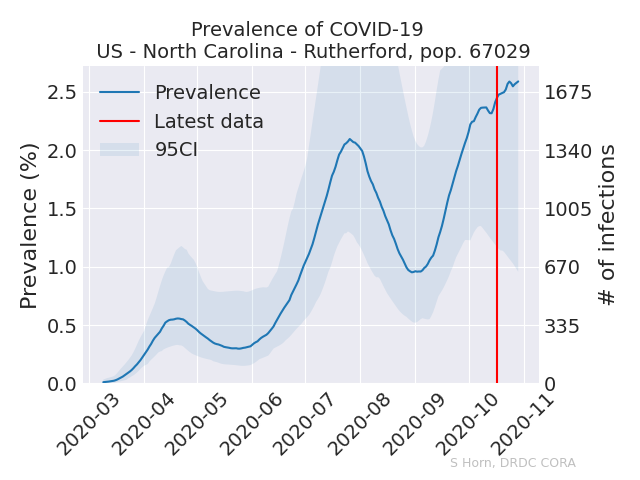 Prevalence of COVID-19
US - North Carolina - Rutherford, pop. 67029
Prevalence
Latest data
95CI
Prevalence (%)
2.5
2.0
1.5
1.0
0.5
0.0
1675
1340
1005
670
335
0
# of infections
2020-03
2020-04
2020-05
2020-06
2020-07
2020-08
2020-09
2020-10
2020-11
S Horn, DRDC CORA